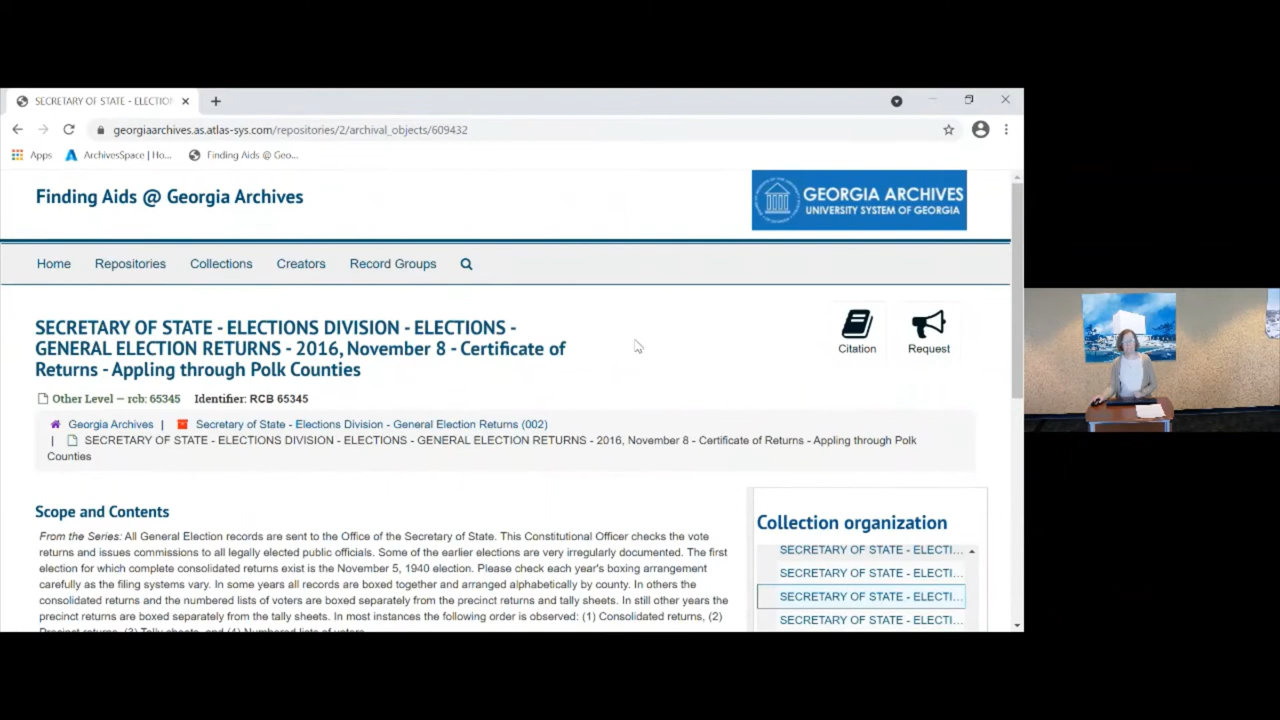 SECRETARY OF STATE - ELECTION
georgiaarchives.as.atlas-sys.com/repositories/2/archival_objects/609432
Apps ArchivesSpace | Ho... Finding Aids @ Geo...
Finding Aids @ Georgia Archives
GEORGIA ARCHIVES
UNIVERSITY SYSTEM OF GEORGIA
Home Repositories Collections Creators Record Groups
SECRETARY OF STATE - ELECTIONS DIVISION - ELECTIONS -
GENERAL ELECTION RETURNS - 2016, November 8 - Certificate of
Returns - Appling through Polk Counties
Citation Request
Other Level — rcb: 65345 Identifier: RCB 65345
Georgia Archives | Secretary of State - Elections Division - General Election Returns (002)
| SECRETARY OF STATE - ELECTIONS DIVISION - ELECTIONS - GENERAL ELECTION RETURNS - 2016, November 8 - Certificate of Returns - Appling through Polk
Counties
Scope and Contents
From the Series: All General Election records are sent to the Office of the Secretary of State. This Constitutional Officer checks the vote
returns and issues commissions to all legally elected public officials. Some of the earlier elections are very irregularly documented. The first
election for which complete consolidated returns exist is the November 5, 1940 election. Please check each year's boxing arrangement
carefully as the filing systems vary. In some years all records are boxed together and arranged alphabetically by county. In others the
consolidated returns and the numbered lists of voters are boxed separately from the precinct returns and tally sheets. In still other years the
precinct returns are boxed separately from the tally sheets. In most instances the following order is observed: (1) Consolidated returns, (2)
Precinct returns, (3) Tally sheets, and (4) Numbered lists of voters.
Collection organization
SECRETARY OF STATE - ELECTI...
SECRETARY OF STATE - ELECTI...
SECRETARY OF STATE - ELECTI...
SECRETARY OF STATE - ELECTI...